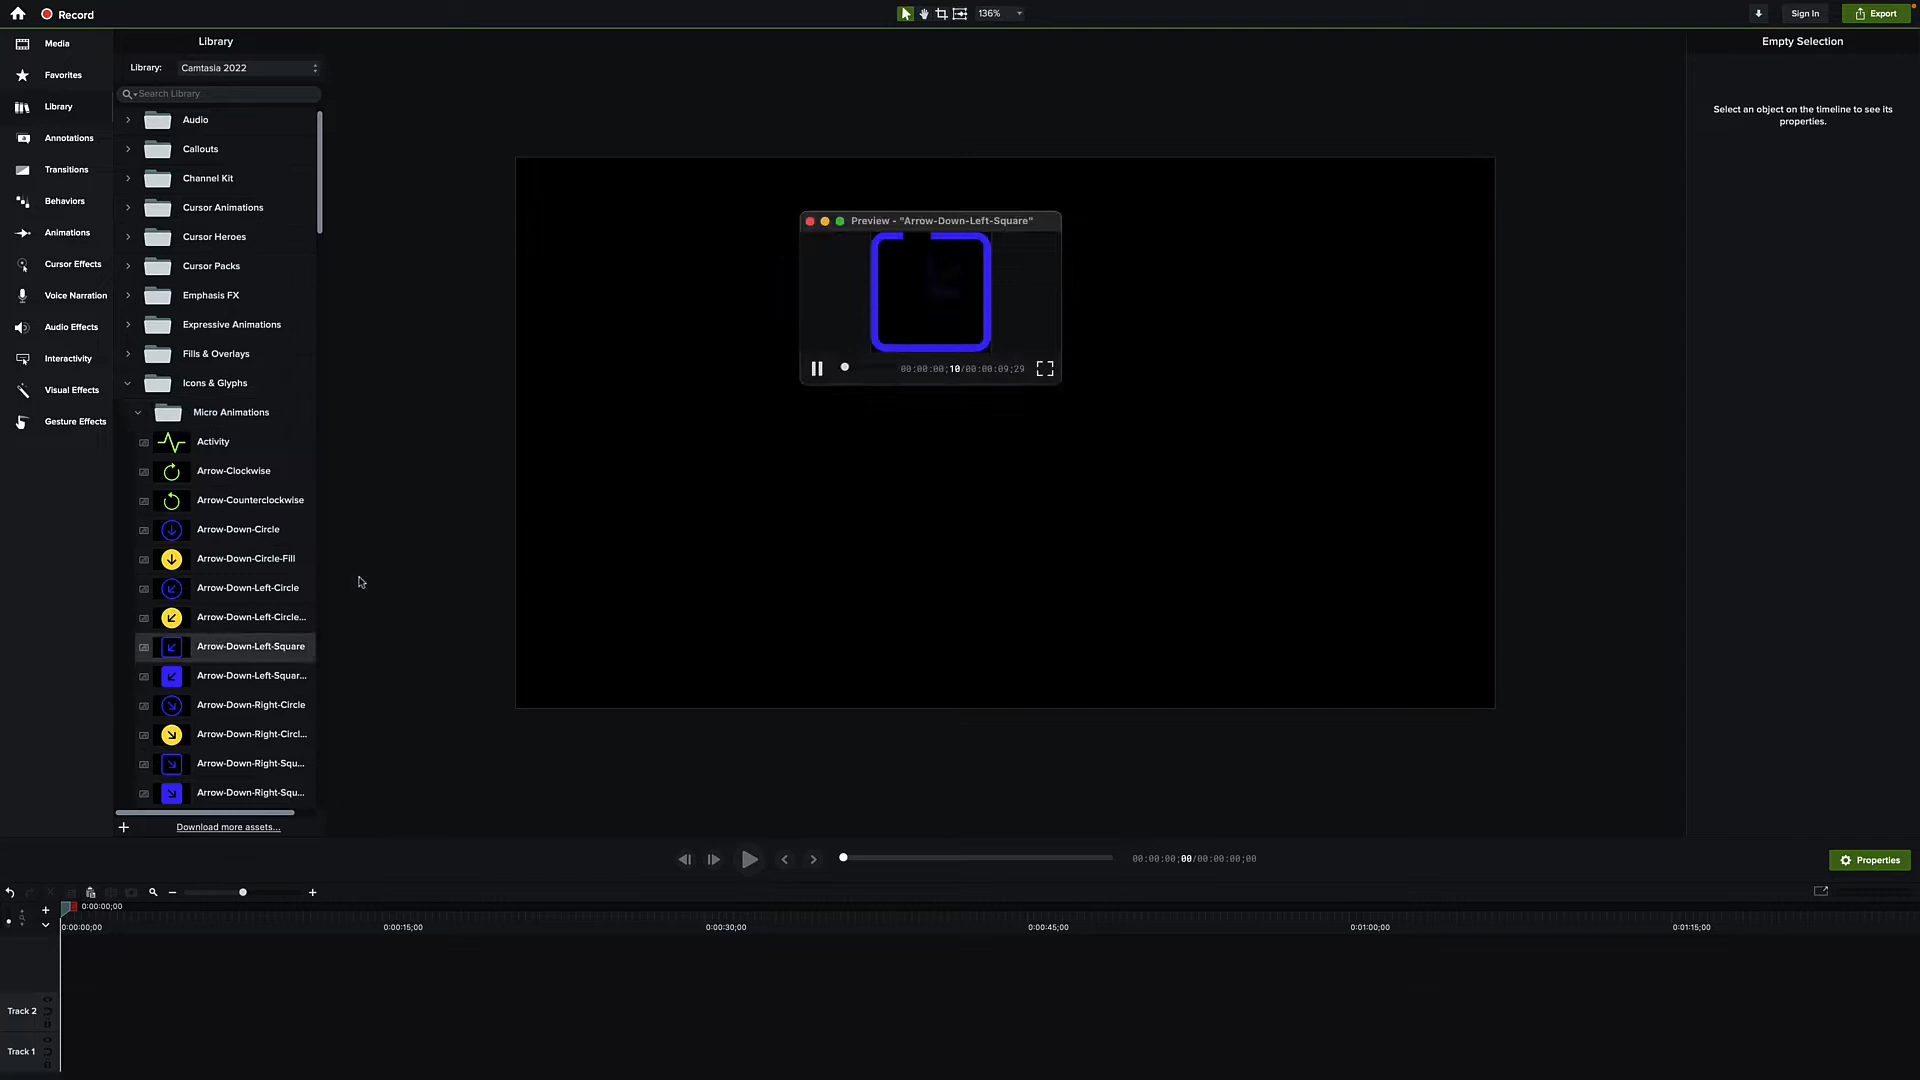 Record
136%
Sign In
Export
Media
Favorites
Library
Annotations
Transitions
Behaviors
Animations
Cursor Effects
Voice Narration
Audio Effects
Interactivity
Visual Effects
Gesture Effects
Library
Library:
Camtasia 2022
Search Library
Audio
Callouts
Channel Kit
Cursor Animations
Cursor Heroes
Cursor Packs
Emphasis FX
Expressive Animations
Fills & Overlays
Icons & Glyphs
Micro Animations
Activity
Arrow-Clockwise
Arrow-Counterclockwise
Arrow-Down-Circle
Arrow-Down-Circle-Fill
Arrow-Down-Left-Circle
Arrow-Down-Left-Circle...
Arrow-Down-Left-Square
Arrow-Down-Left-Squar...
Arrow-Down-Right-Circle
Arrow-Down-Right-Circl...
Arrow-Down-Right-Squ...
Arrow-Down-Right-Squ...
Download more assets...
Preview - "Arrow-Down-Left-Square"
00:00:00;10/00:00:09;29
Empty Selection
Select an object on the timeline to see its
properties.
00:00:00;00/00:00:00;00
Properties
0:00:00;00
0:00:00;00
0:00:15;00
0:00:30;00
0:00:45;00
0:01:00;00
0:01:15;00
Track 2
Track 1